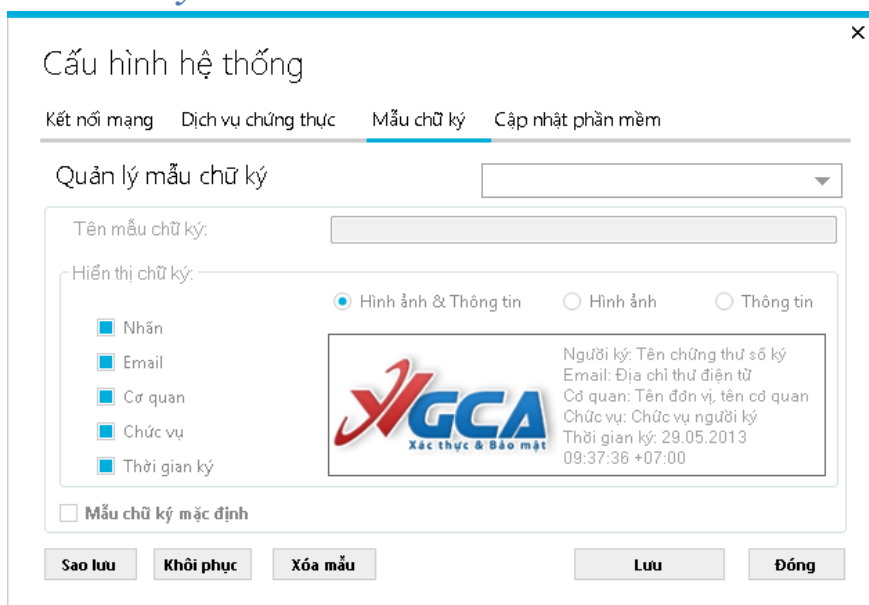 Cấu hình hệ thống
Kết nối mạng Dịch vụ chứng thực Mẫu chữ ký Cập nhật phần mềm
Quản lý mẫu chữ ký
Tên mẫu chữ ký:
Hiển thị chữ ký:
Hình ảnh & Thông tin Hình ảnh Thông tin
Nhãn
Email
Cơ quan
Chức vụ
Thời gian ký
VGCA
Xác thực & Bảo mật
Người ký: Tên chứng thư số ký
Email: Địa chỉ thư điện tử
Cơ quan: Tên đơn vị, tên cơ quan
Chức vụ: Chức vụ người ký
Thời gian ký: 29.05.2013
09:37:36 +07:00
Mẫu chữ ký mặc định
Sao lưu Khôi phục Xóa mẫu Lưu Đóng